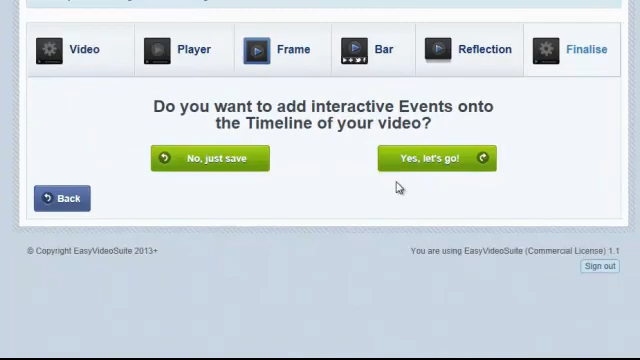 Video
Player
Frame
Bar
Reflection
Finalise
Do you want to add interactive Events onto
the Timeline of your video?
No, just save
Yes, let's go!
Back
© Copyright EasyVideoSuite 2013+
You are using EasyVideoSuite (Commercial License) 1.1
Sign out